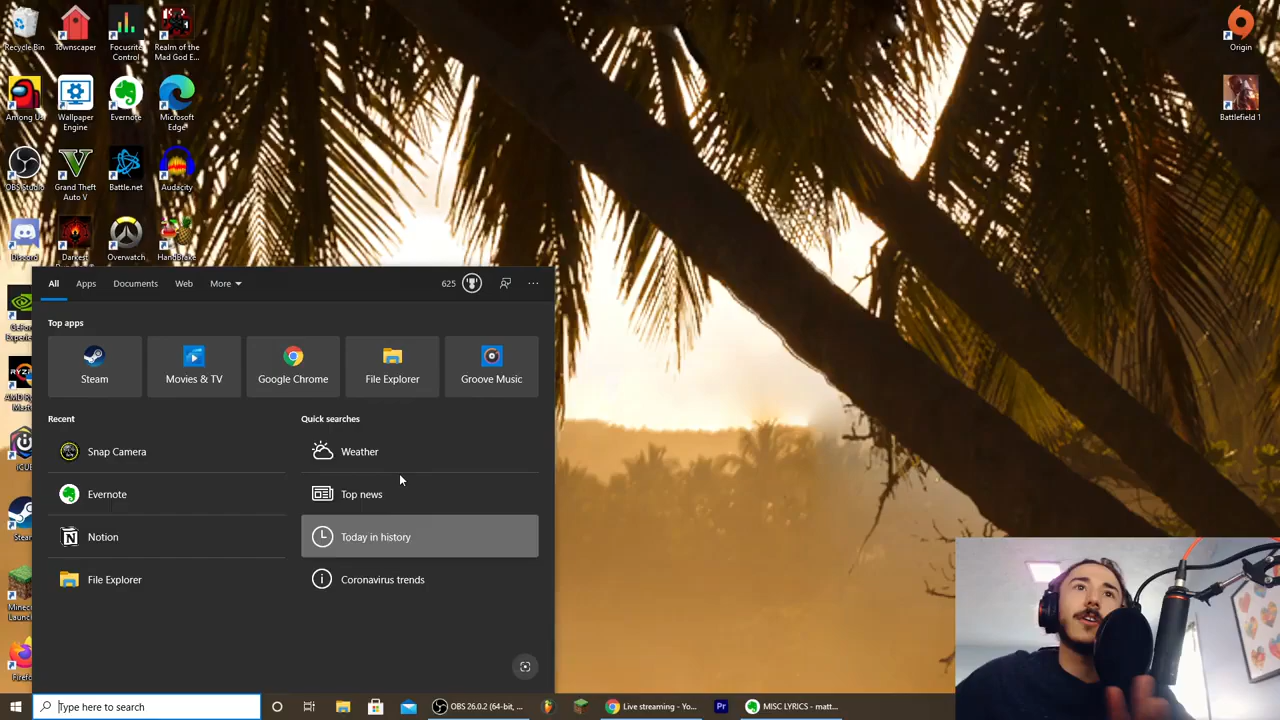 Recycle Bin
Townscaper
Focusrite
Control
Realm of the
Mad God E...
Origin
Among Us
Wallpaper
Engine
Evernote
Microsoft
Edge
Battlefield 1
OBS Studio
Grand Theft
Auto V
Battle.net
Audacity
Discord
Darkest
Overwatch
HandBrake
All
Apps
Documents
Web
More
625
Top apps
Steam
Movies & TV
Google Chrome
File Explorer
Groove Music
Recent
Quick searches
Snap Camera
Weather
Evernote
Top news
Notion
Today in history
File Explorer
Coronavirus trends
Type here to search
OBS 26.0.2 (64-bit, ...
Live streaming - Yo...
Pr
MISC LYRICS - matt...